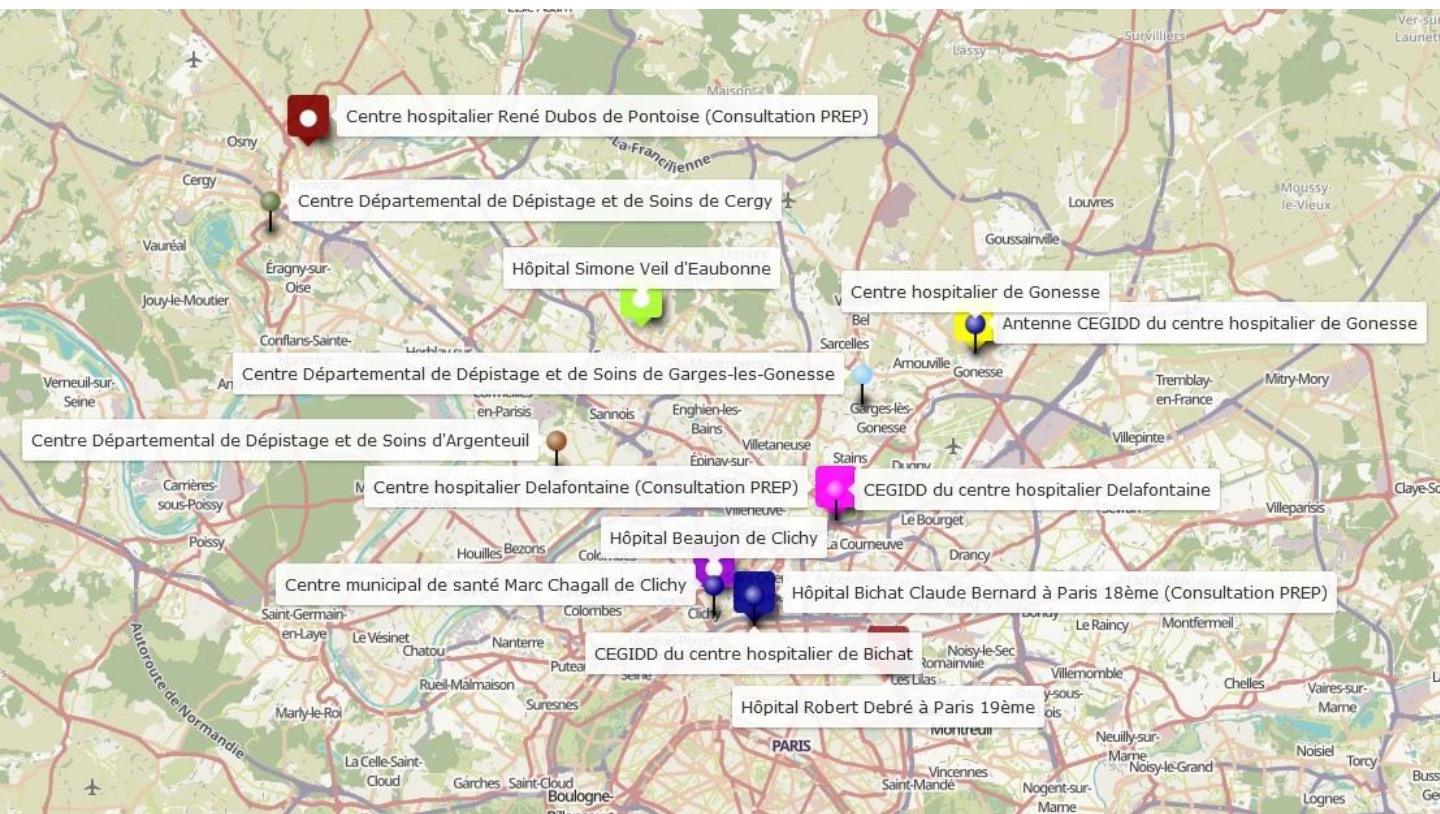 Survilliers
Lassy
Maison
Centre hospitalier René Dubos de Pontoise (Consultation PREP)
Osny
La Francilienne
Cergy
Centre Départemental de Dépistage et de Soins de Cergy
Moussy-
le-Vieux
Louvres
Vauréal
Goussainville
Éragny-sur-
Oise
Hôpital Simone Veil d'Eaubonne
Jouy-le-Moutier
Centre hospitalier de Gonesse
Bel
Antenne CEGIDD du centre hospitalier de Gonesse
Conflans-Sainte-
Sarcelles
Arnouville
Gonesse
Centre Départemental de Dépistage et de Soins de Garges-les-Gonesse
Verneuil-sur-
Seine
Tremblay-
en-France
Mitry-Mory
en-Parisis
Sannois
Enghien-les-
Bains
Garges-lès-
Gonesse
Centre Départemental de Dépistage et de Soins d'Argenteuil
Villetaneuse
Villepinte
Stains
Dugny
Épinay-sur-
Carrières-
sous-Poissy
Centre hospitalier Delafontaine (Consultation PREP)
CEGIDD du centre hospitalier Delafontaine
Villeneuve-
Le Bourget
Villeparisis
Poissy
Hôpital Beaujon de Clichy
La Courneuve
Drancy
Houilles
Bezons
Centre municipal de santé Marc Chagall de Clichy
Hôpital Bichat Claude Bernard à Paris 18ème (Consultation PREP)
Colombes
Clichy
Saint-Germain-
en-Laye
Le Vésinet
Chatou
Nanterre
Le Raincy
Montfermeil
CEGIDD du centre hospitalier de Bichat
Noisy-le-Sec
Romainville
Les Lilas
Rueil-Malmaison
Villemomble
Chelles
Vaires-sur-
Marne
Autoroute de Normandie
Marly-le-Roi
Suresnes
Hôpital Robert Debré à Paris 19ème
Montreuil
PARIS
Neuilly-sur-
Marne
Noisy-le-Grand
Noisiel
Torcy
La Celle-Saint-
Cloud
Garches
Saint-Cloud
Boulogne-
Vincennes
Saint-Mandé
Nogent-sur-
Marne
Lognes